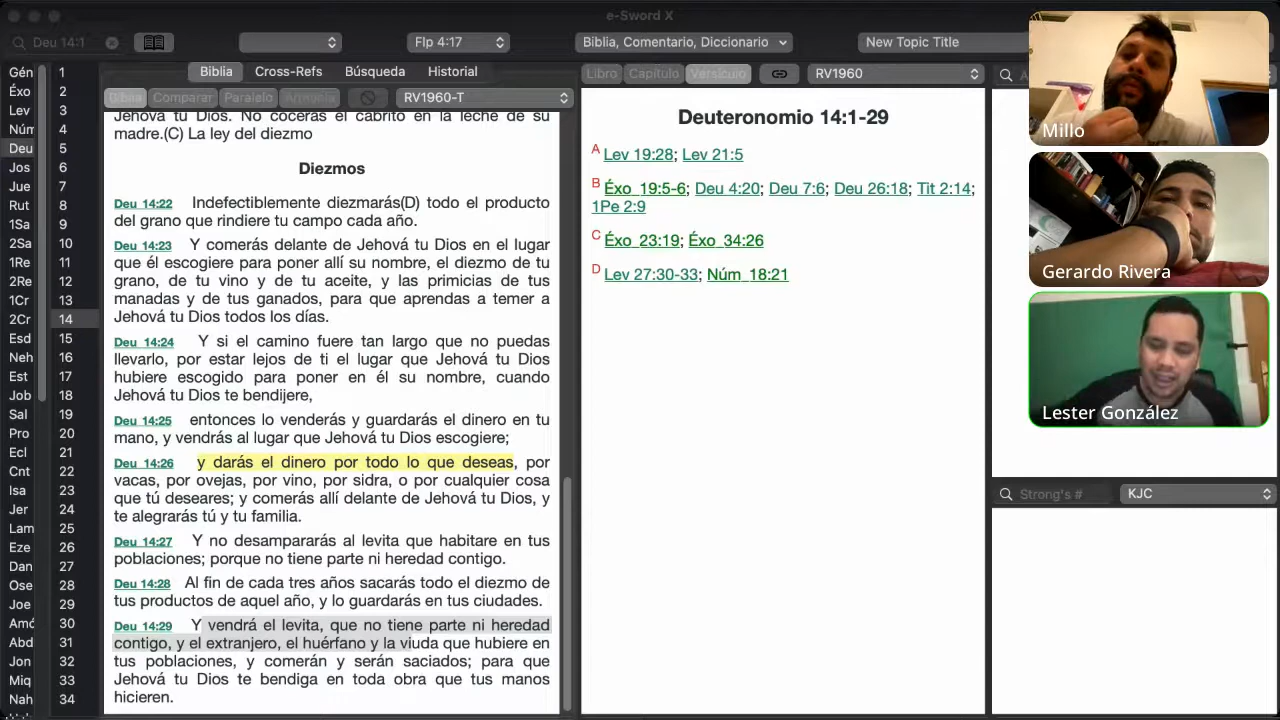 e-Sword X
Deu 14:1
Flp 4:17
Biblia, Comentario, Diccionario
New Topic Title
Biblia
Cross-Refs
Búsqueda
Historial
Biblia
Comparar
Paralelo
RV1960-T
Gén
Éxo
Lev
Núm
Deu
Jos
Jue
Rut
1Sa
2Sa
1Re
2Re
1Cr
2Cr
Esd
Neh
Est
Job
Sal
Pro
Ecl
Cnt
Isa
Jer
Lam
Eze
Dan
Ose
Joe
Amó
Abd
Jon
Miq
Nah
1
2
3
4
5
6
7
8
9
10
11
12
13
14
15
16
17
18
19
20
21
22
23
24
25
26
27
28
29
30
31
32
33
34
Jehová tu Dios. No cocerás el cabrito en la leche de su
madre.(C) La ley del diezmo
Diezmos
Deu 14:22 Indefectiblemente diezmarás(D) todo el producto
del grano que rindiere tu campo cada año.
Deu 14:23 Y comerás delante de Jehová tu Dios en el lugar
que él escogiere para poner allí su nombre, el diezmo de tu
grano, de tu vino y de tu aceite, y las primicias de tus
manadas y de tus ganados, para que aprendas a temer a
Jehová tu Dios todos los días.
Deu 14:24 Y si el camino fuere tan largo que no puedas
llevarlo, por estar lejos de ti el lugar que Jehová tu Dios
hubiere escogido para poner en él su nombre, cuando
Jehová tu Dios te bendijere,
Deu 14:25 entonces lo venderás y guardarás el dinero en tu
mano, y vendrás al lugar que Jehová tu Dios escogiere;
Deu 14:26 y darás el dinero por todo lo que deseas, por
vacas, por ovejas, por vino, por sidra, o por cualquier cosa
que tú deseares; y comerás allí delante de Jehová tu Dios, y
te alegrarás tú y tu familia.
Deu 14:27 Y no desampararás al levita que habitare en tus
poblaciones; porque no tiene parte ni heredad contigo.
Deu 14:28 Al fin de cada tres años sacarás todo el diezmo de
tus productos de aquel año, y lo guardarás en tus ciudades.
Deu 14:29 Y vendrá el levita, que no tiene parte ni heredad
contigo, y el extranjero, el huérfano y la viuda que hubiere en
tus poblaciones, y comerán y serán saciados; para que
Jehová tu Dios te bendiga en toda obra que tus manos
hicieren.
Libro
Capítulo
Versículo
RV1960
Deuteronomio 14:1-29
A Lev 19:28; Lev 21:5
B Éxo_19:5-6; Deu 4:20; Deu 7:6; Deu 26:18; Tit 2:14;
1Pe 2:9
C Éxo_23:19; Éxo_34:26
D Lev 27:30-33; Núm_18:21
Millo
Gerardo Rivera
Lester González
Strong's #
KJC